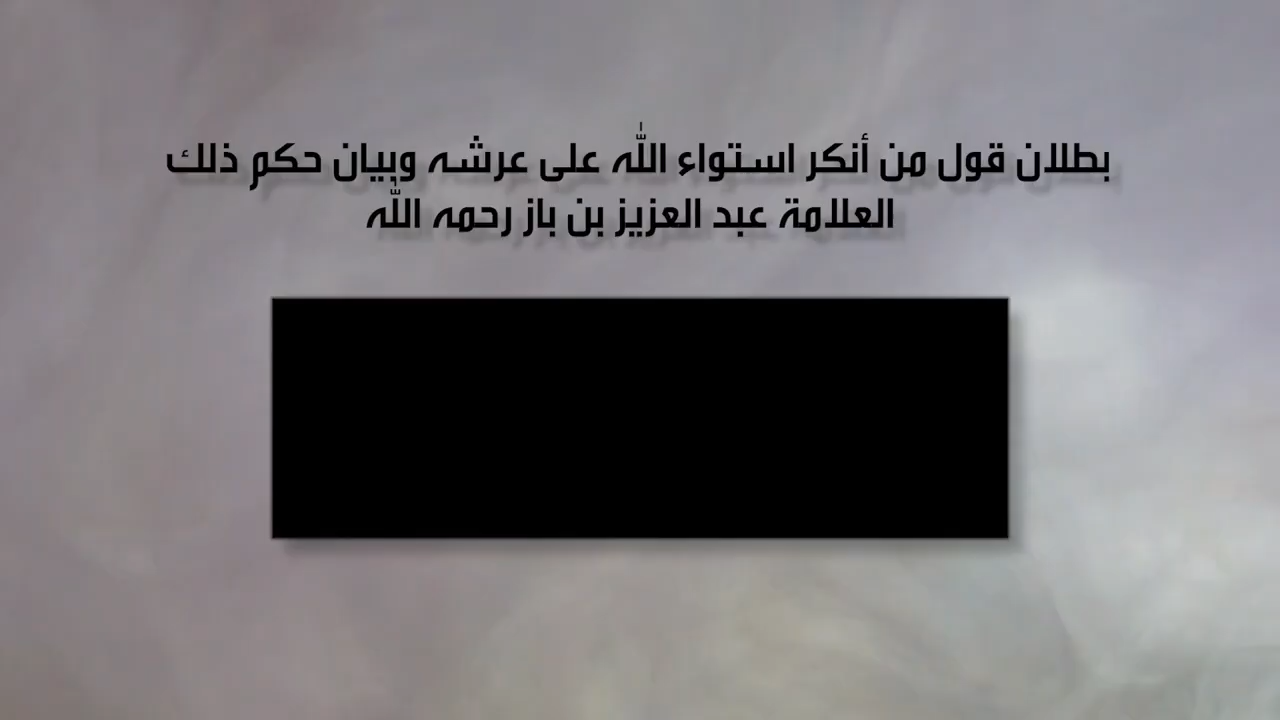 بطلان قول من أنكر استواء الله على عرشه وبيان حكم ذلك
العلامة عبد العزيز بن باز رحمه الله